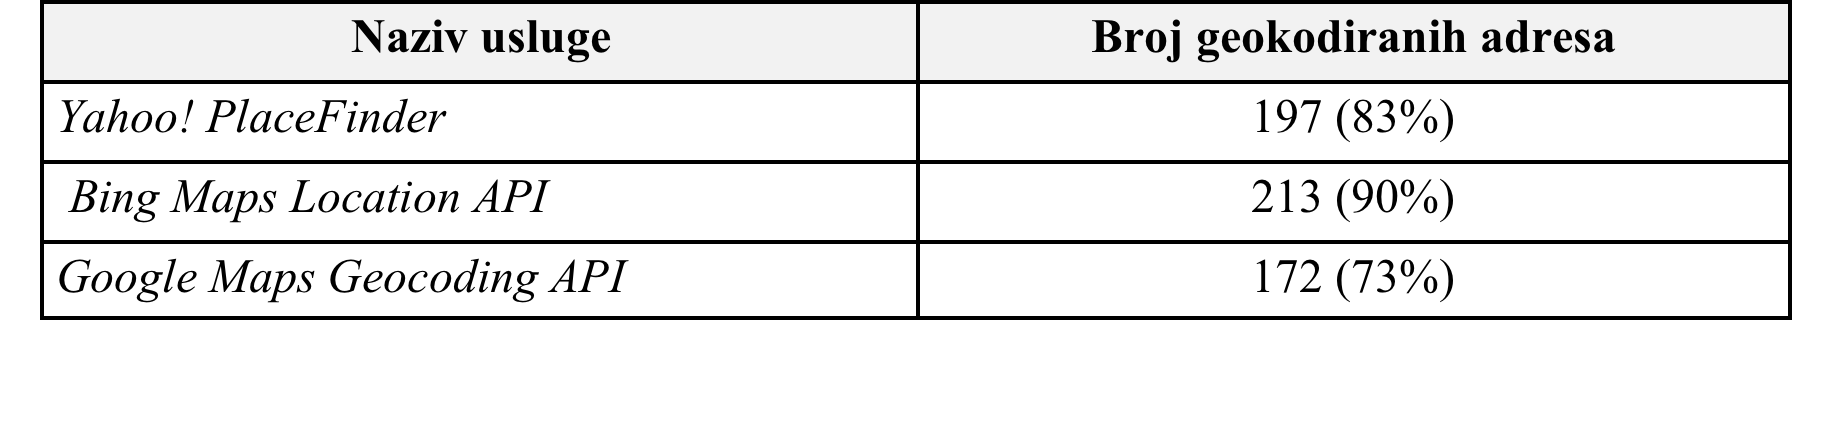 Naziv usluge Broj geokodiranih adresa
Yahoo! PlaceFinder 197 (83%)
Bing Maps Location API 213 (90%)
Google Maps Geocoding API 172 (73%)